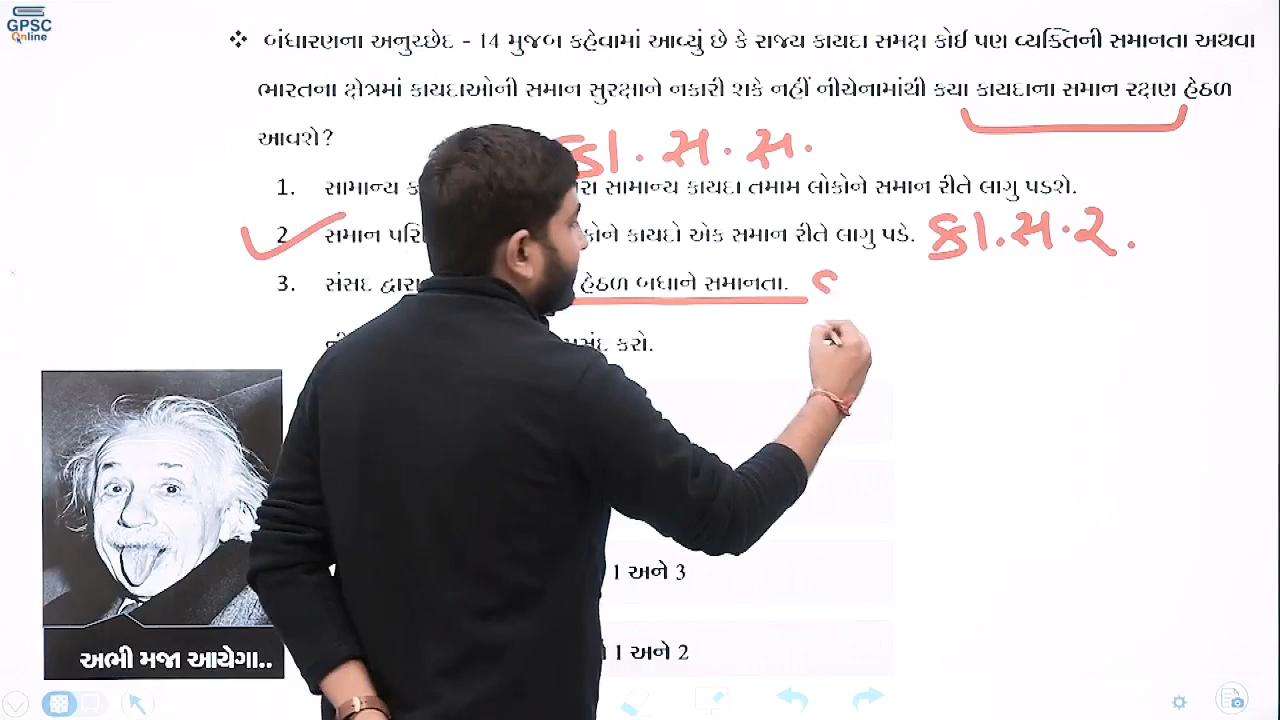 GPSC
Online
❖ બંધારણના અનુચ્છેદ - 14 મુજબ કહેવામાં આવ્યું છે કે રાજ્ય કાયદા સમક્ષ કોઈ પણ વ્યક્તિની સમાનતા અથવા
ભારતના ક્ષેત્રમાં કાયદાઓની સમાન સુરક્ષાને નકારી શકે નહીં નીચેનામાંથી ક્યા કાયદાના સમાન રક્ષણ હેઠળ
આવશે?
કા. સ. સ.
1. સામાન્ય રા સામાન્ય કાયદા તમામ લોકોને સમાન રીતે લાગુ પડશે.
2 સમાન કાયદો એક સમાન રીતે લાગુ પડે. કા. સ. ર.
3. સંસદ દ્વારા હેઠળ બધાને સમાનતા.
કરો.
1 અને 3
1 અને 2
અભી મજા આયેગા..